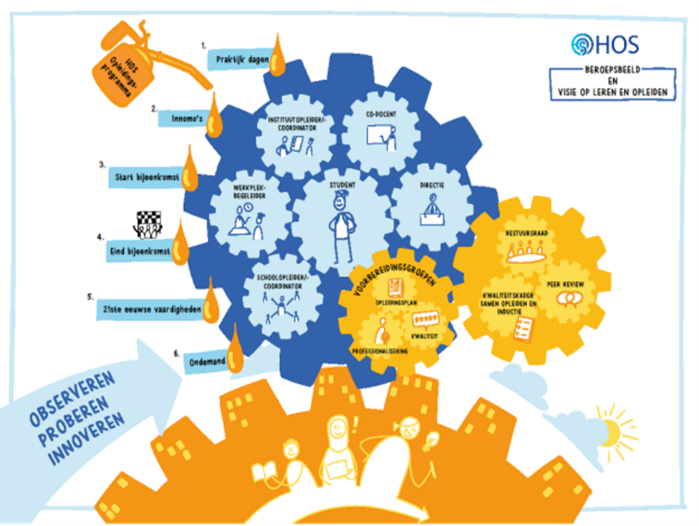 HOS
Opleidings-
programma
1.
Praktijk dagen
2.
Innomo's
3.
Start bijeenkomst
4.
Eind bijeenkomst
5.
21ste eeuwse vaardigheden
6.
Ondemand
HOS
BEROEPSBEELD
EN
VISIE OP LEREN EN OPLEIDEN
INSTITUUTOPLEIDER/-
COORDINATOR
CO-DOCENT
WERKPLEK-
BEGELEIDER
STUDENT
DIRECTIE
SCHOOLOPLEIDER/-
COORDINATOR
VOORBEREIDINGSGROEPEN
OPLEIDINGSPLAN
KWALITEIT
PROFESSIONALISERING
BESTUURSRAAD
PEER REVIEW
KWALITEITSKADER
SAMEN OPLEIDEN EN
INDUCTIE
OBSERVEREN
PROBEREN
INNOVEREN